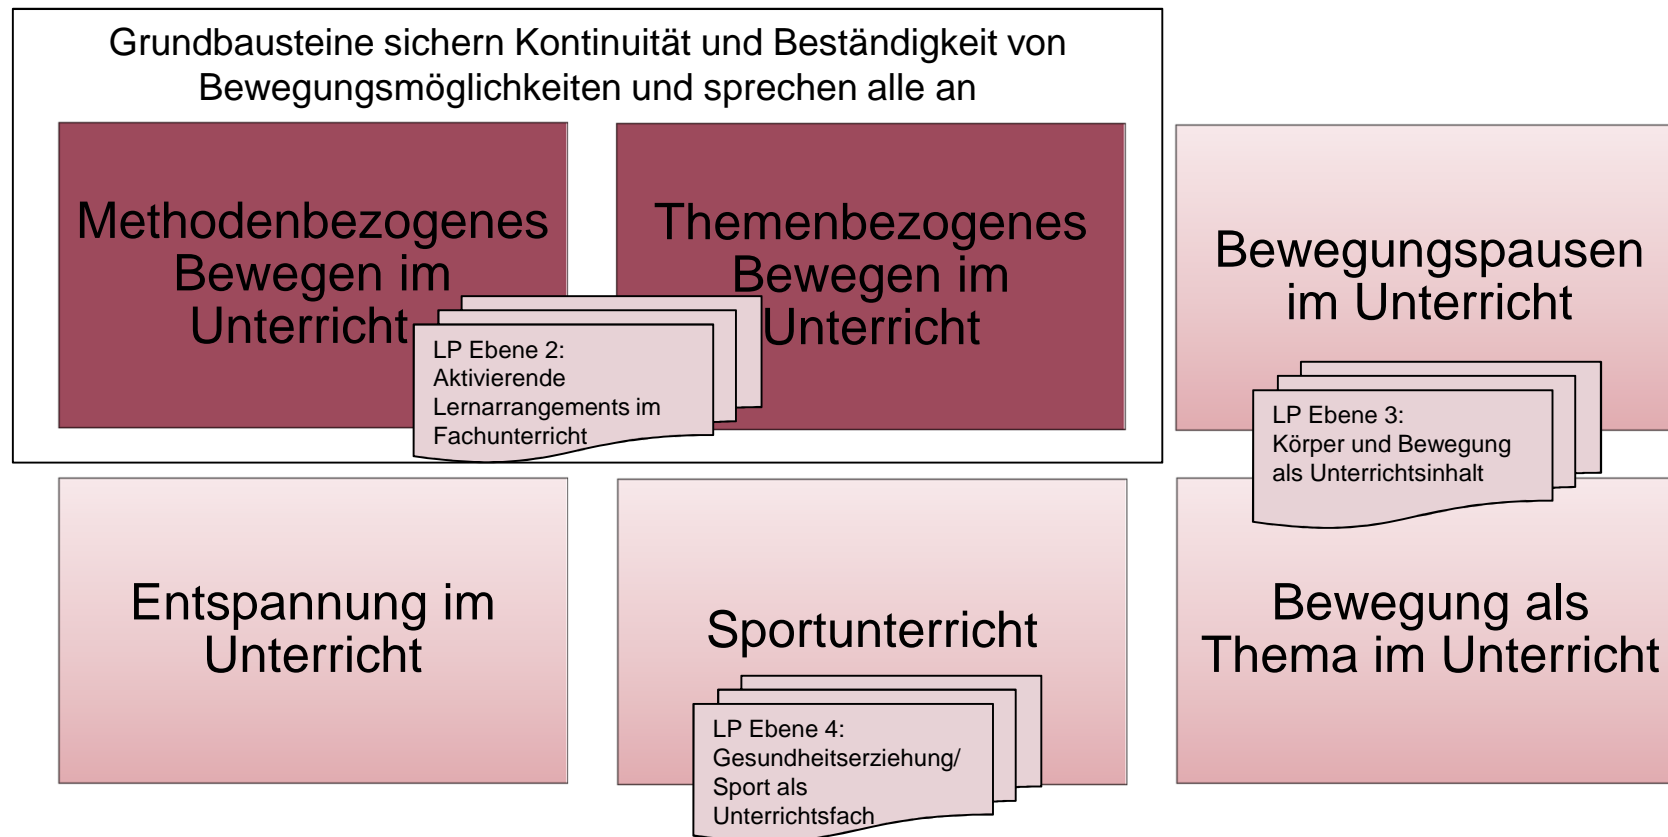 Grundbausteine sichern Kontinuität und Beständigkeit von
Bewegungsmöglichkeiten und sprechen alle an
Methodenbezogenes
Bewegen im
Unterricht
Themenbezogenes
Bewegen im
Unterricht
LP Ebene 2:
Aktivierende
Lernarrangements im
Fachunterricht
Bewegungspausen
im Unterricht
LP Ebene 3:
Körper und Bewegung
als Unterrichtsinhalt
Entspannung im
Unterricht
Sportunterricht
LP Ebene 4:
Gesundheitserziehung/
Sport als
Unterrichtsfach
Bewegung als
Thema im Unterricht